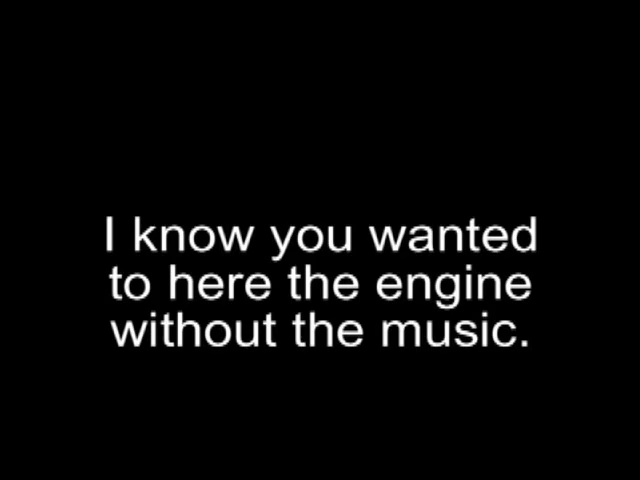 I know you wanted
to here the engine
without the music.